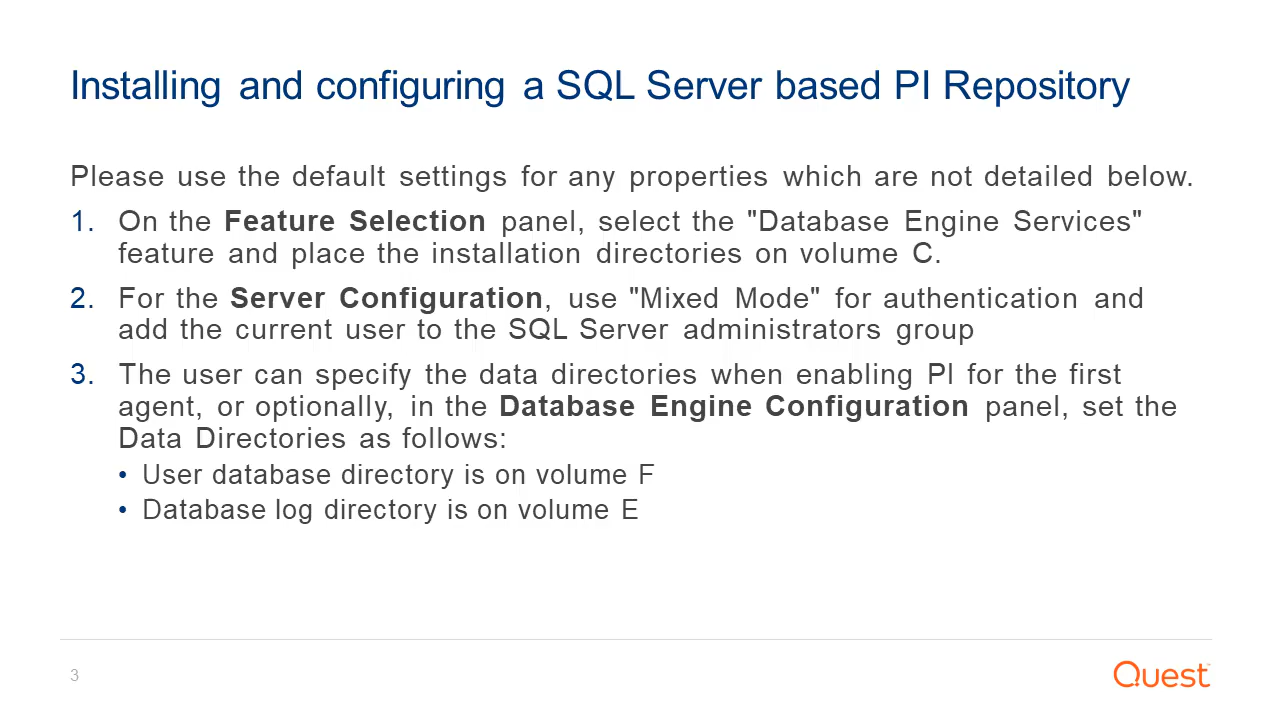 Installing and configuring a SQL Server based PI Repository
Please use the default settings for any properties which are not detailed below.
1. On the Feature Selection panel, select the "Database Engine Services"
feature and place the installation directories on volume C.
2. For the Server Configuration, use "Mixed Mode" for authentication and
add the current user to the SQL Server administrators group
3. The user can specify the data directories when enabling PI for the first
agent, or optionally, in the Database Engine Configuration panel, set the
Data Directories as follows:
• User database directory is on volume F
• Database log directory is on volume E
3
Quest